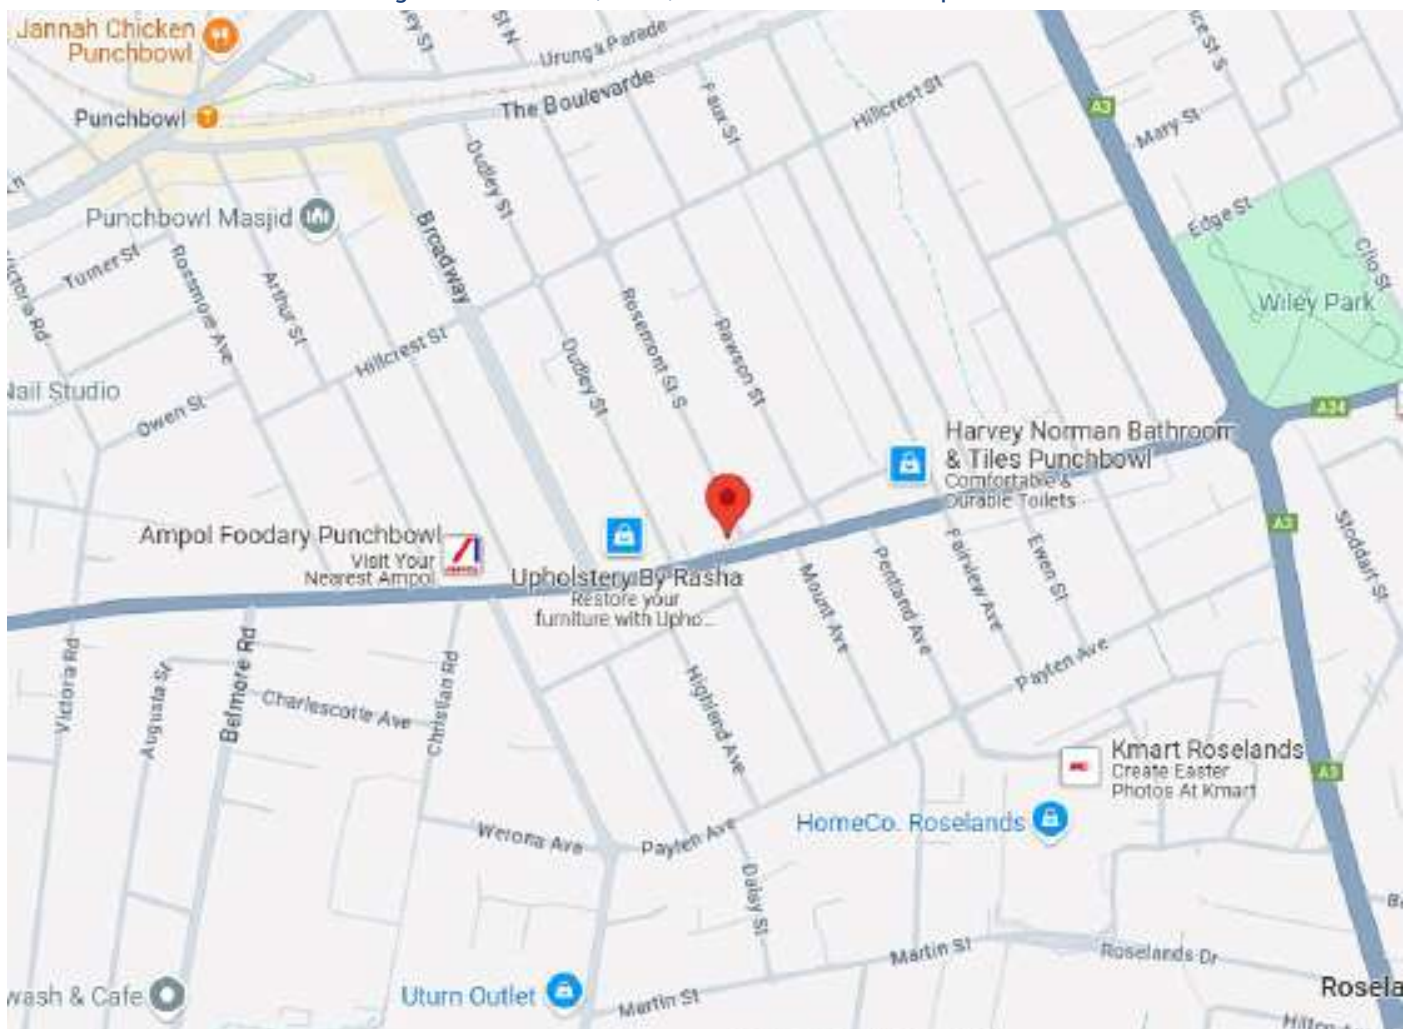 Jannah Chicken
Punchbowl
St N
Urunga Parade
The Boulevarde
Punchbowl
Faux St
Hillcrest St
A3
Mary St
Dudley St
Punchbowl Masjid
Broadway
Edge St
Clio St
Turner St
Rossmore Ave
Arthur St
Victoria Rd
Wiley Park
Rosemont St S
Rawson St
Hillcrest St
Dudley St
Nail Studio
Owen St
A34
Harvey Norman Bathroom
& Tiles Punchbowl
Comfortable &
Durable Toilets
Ampol Foodary Punchbowl
Visit Your
Nearest Ampol
Upholstery By Rasha
Restore your
furniture with Upho...
A3
Stoddart St
Mount Ave
Pentland Ave
Fairview Ave
Ewen St
Payten Ave
Victoria Rd
Augusta St
Belmore Rd
Charlescotte Ave
Christian Rd
Highland Ave
Kmart Roselands
Create Easter
Photos At Kmart
A3
HomeCo. Roselands
Werona Ave
Payten Ave
Daisy St
Martin St
Roselands Dr
wash & Cafe
Uturn Outlet
Martin St
Rosela